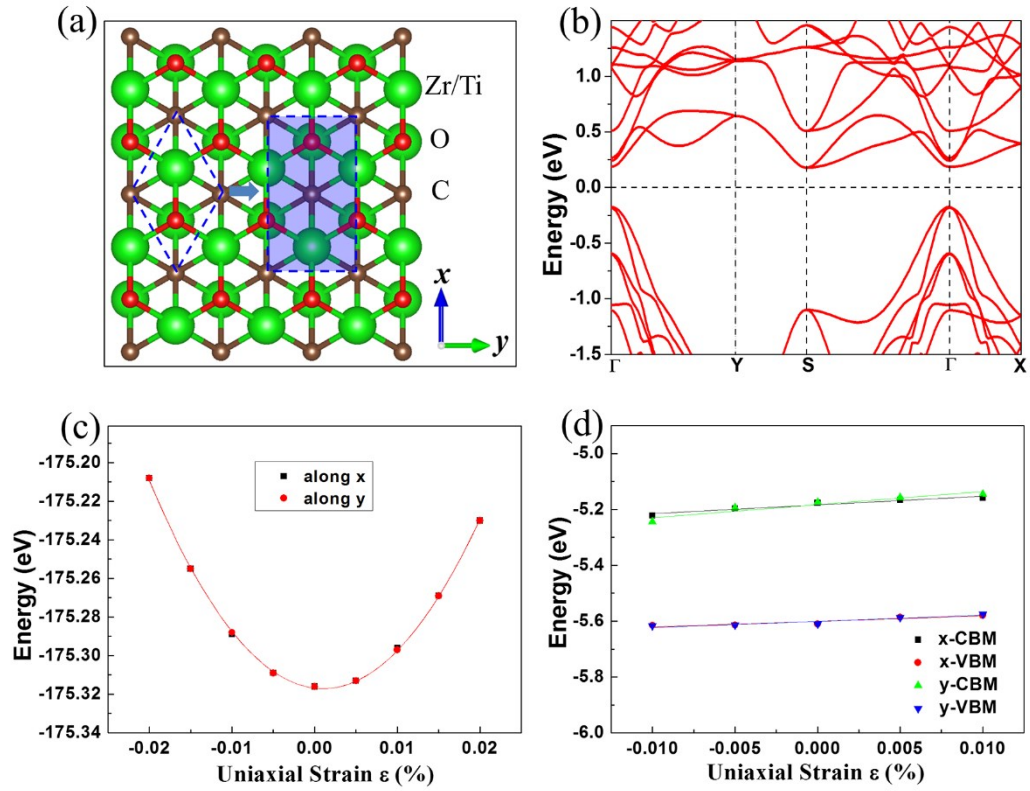 (a)
Zr/Ti
O
C
x
y
(b)
Energy (eV)
1.0
0.5
0.0
-0.5
-1.0
-1.5
Γ Y S Γ X
(c)
Energy (eV)
-175.20
-175.22
-175.24
-175.26
-175.28
-175.30
-175.32
-175.34
along x
along y
-0.02 -0.01 0.00 0.01 0.02
Uniaxial Strain ε (%)
(d)
Energy (eV)
-5.0
-5.2
-5.4
-5.6
-5.8
-6.0
x-CBM
x-VBM
y-CBM
y-VBM
-0.010 -0.005 0.000 0.005 0.010
Uniaxial Strain ε (%)